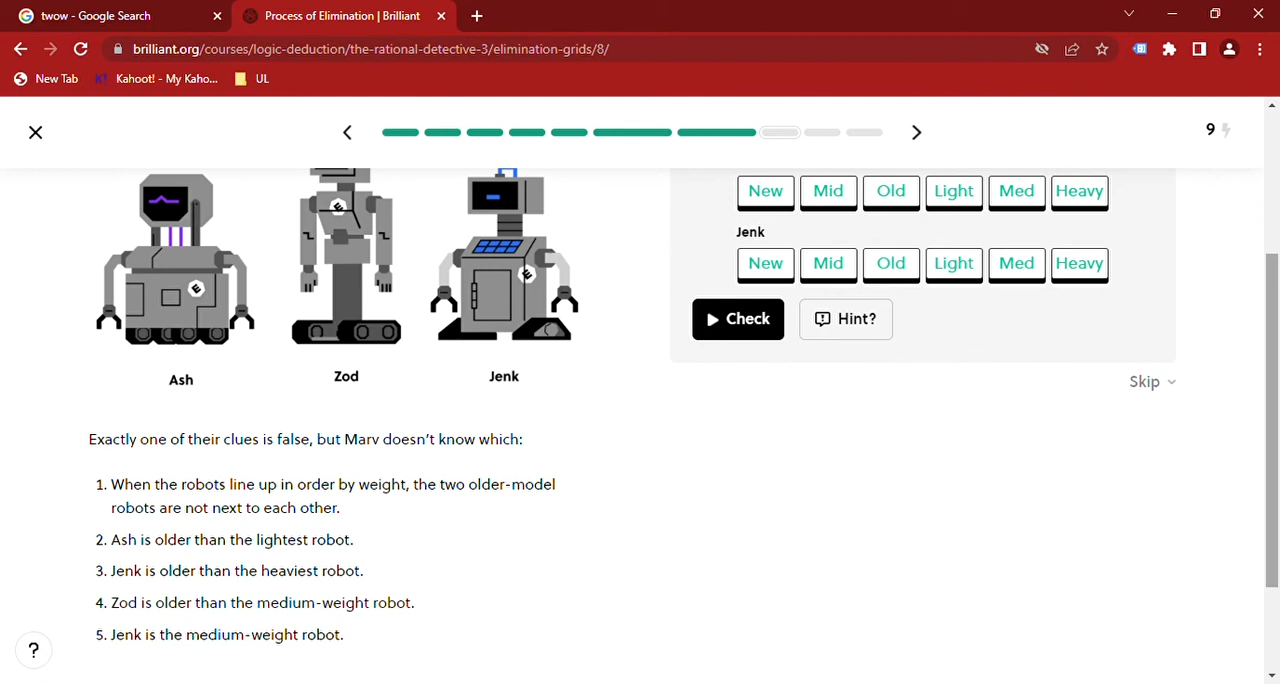 twow - Google Search
Process of Elimination | Brilliant
brilliant.org/courses/logic-deduction/the-rational-detective-3/elimination-grids/8/
New Tab
Kahoot! - My Kaho...
UL
9
New Mid Old Light Med Heavy
Jenk
New Mid Old Light Med Heavy
Check
Hint?
Skip
E
E
E
Ash
Zod
Jenk
Exactly one of their clues is false, but Marv doesn't know which:
1. When the robots line up in order by weight, the two older-model
robots are not next to each other.
2. Ash is older than the lightest robot.
3. Jenk is older than the heaviest robot.
4. Zod is older than the medium-weight robot.
5. Jenk is the medium-weight robot.
?